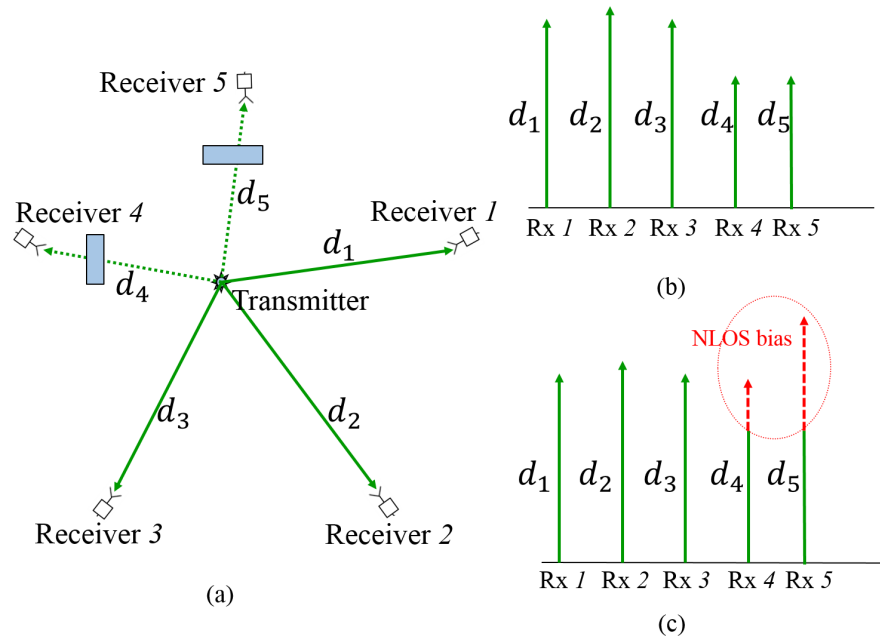 Receiver 5
d₅
Receiver 4
d₄
Receiver 1
d₁
Transmitter
d₃
d₂
Receiver 3
Receiver 2
(a)
d₁ d₂ d₃ d₄ d₅
Rx 1 Rx 2 Rx 3 Rx 4 Rx 5
(b)
NLOS bias
d₁ d₂ d₃ d₄ d₅
Rx 1 Rx 2 Rx 3 Rx 4 Rx 5
(c)